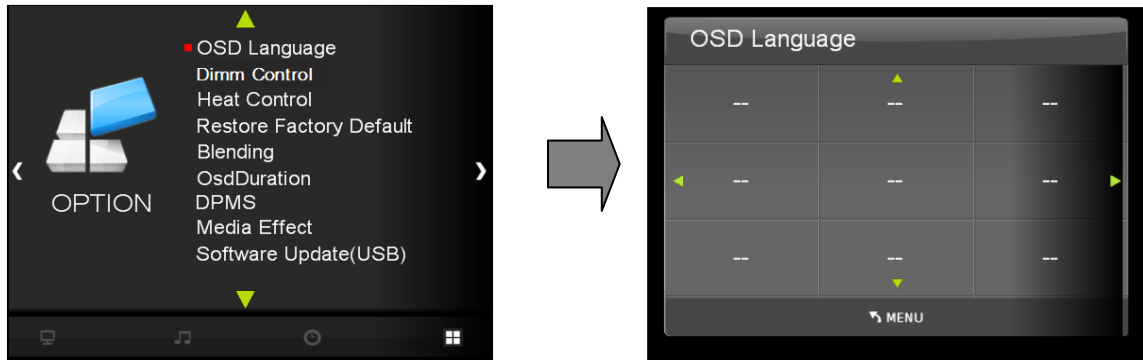 OPTION
OSD Language
Dimm Control
Heat Control
Restore Factory Default
Blending
OsdDuration
DPMS
Media Effect
Software Update(USB)
OSD Language
-- -- --
-- -- --
-- -- --
MENU